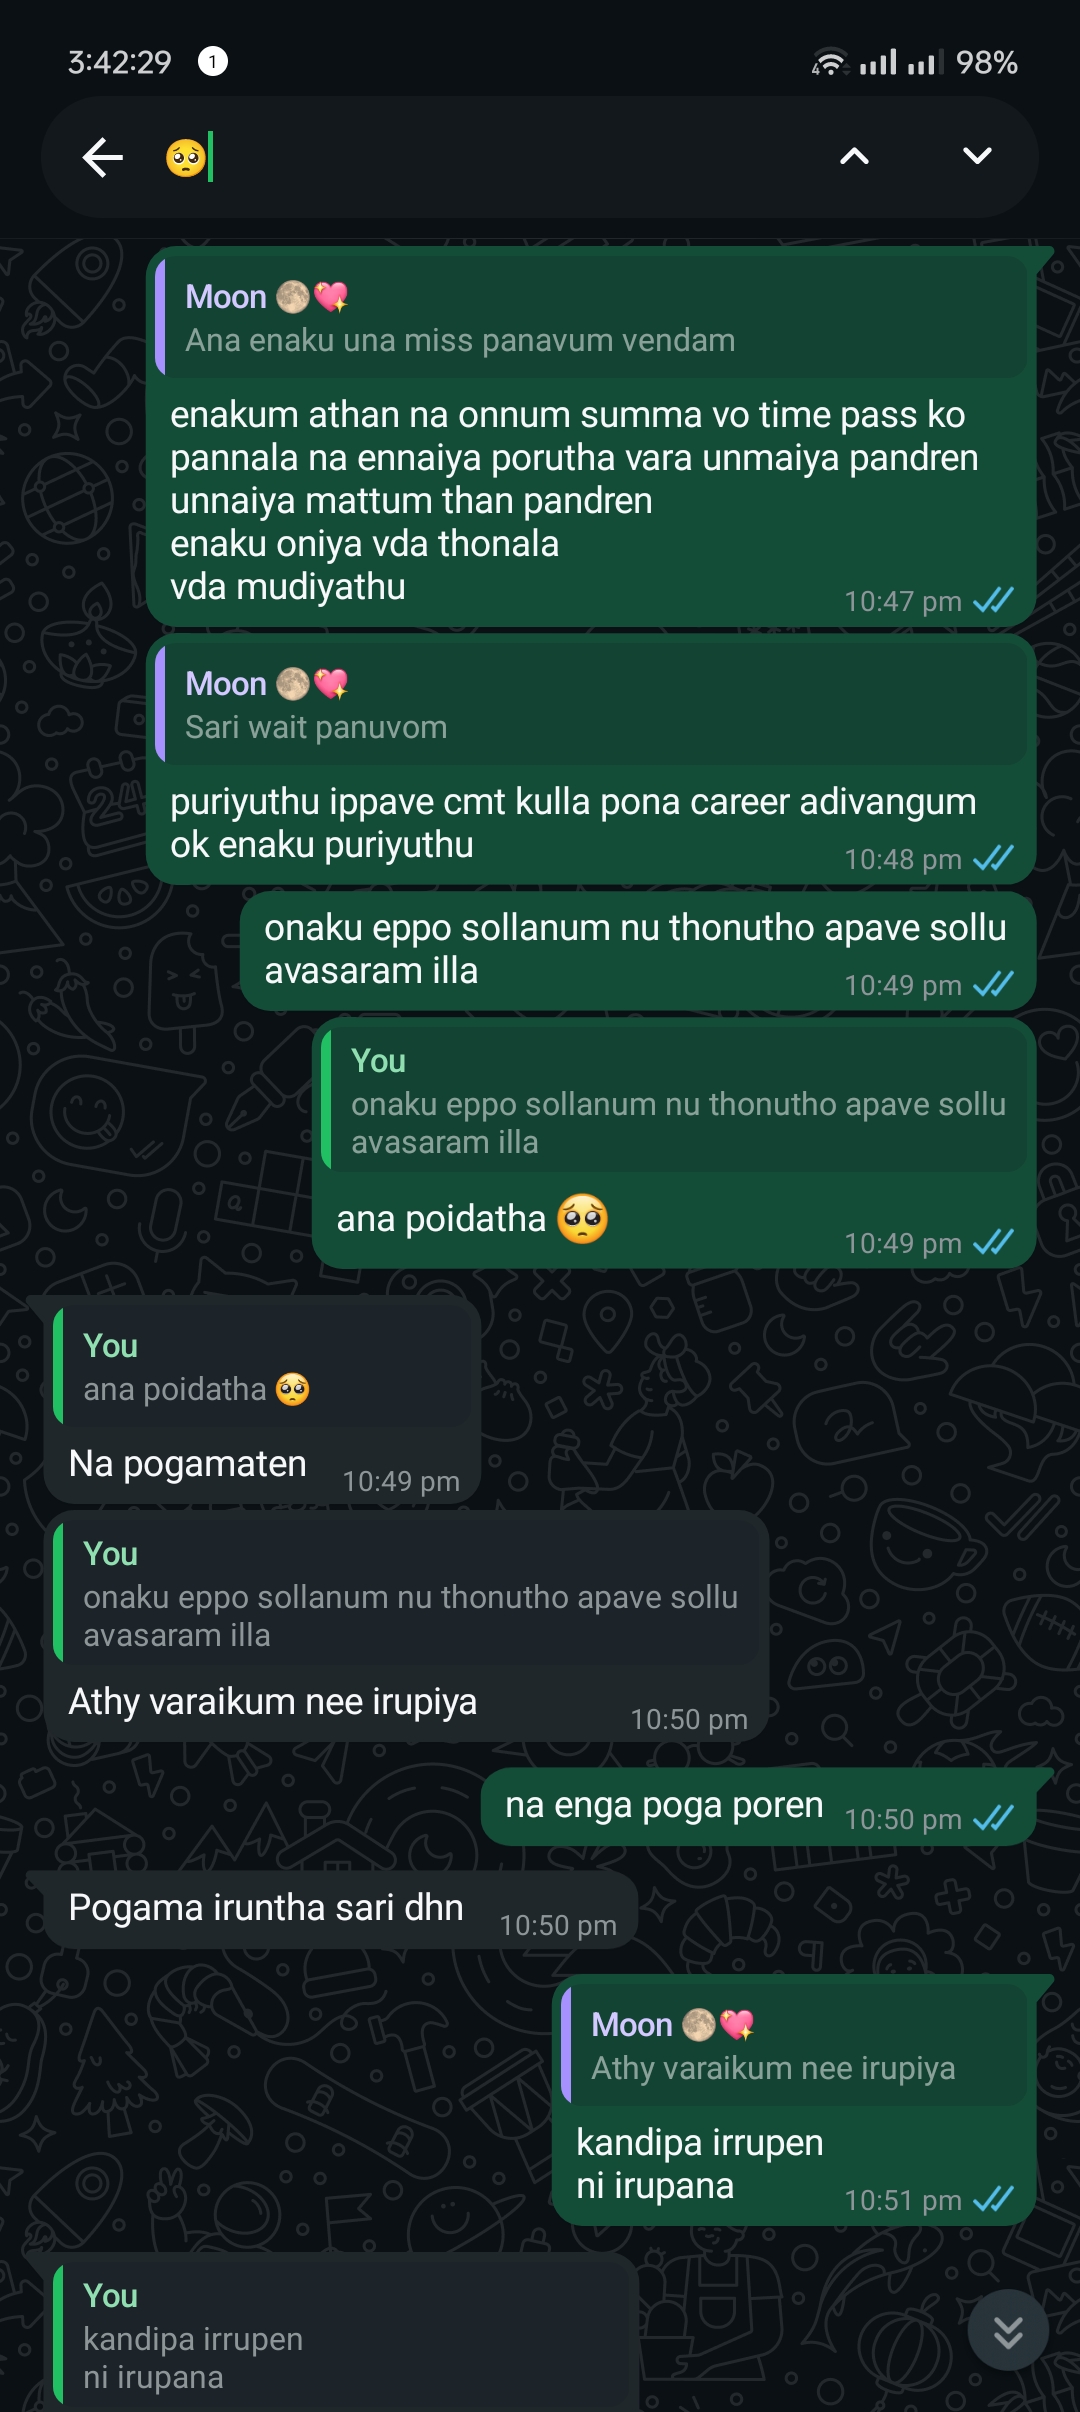 3:42:29 1 4 98%
🥺
Moon 🌕💖
Ana enaku una miss panavum vendam
enakum athan na onnum summa vo time pass ko
pannala na ennaiya porutha vara unmaiya pandren
unnaiya mattum than pandren
enaku oniya vda thonala
vda mudiyathu
10:47 pm
Moon 🌕💖
Sari wait panuvom
puriyuthu ippave cmt kulla pona career adivangum
ok enaku puriyuthu
10:48 pm
onaku eppo sollanum nu thonutho apave sollu
avasaram illa
10:49 pm
You
onaku eppo sollanum nu thonutho apave sollu
avasaram illa
ana poidatha 🥺
10:49 pm
You
ana poidatha 🥺
Na pogamaten 10:49 pm
You
onaku eppo sollanum nu thonutho apave sollu
avasaram illa
Athy varaikum nee irupiya
10:50 pm
na enga poga poren 10:50 pm
Pogama iruntha sari dhn 10:50 pm
Moon 🌕💖
Athy varaikum nee irupiya
kandipa irrupen
ni irupana
10:51 pm
You
kandipa irrupen
ni irupana